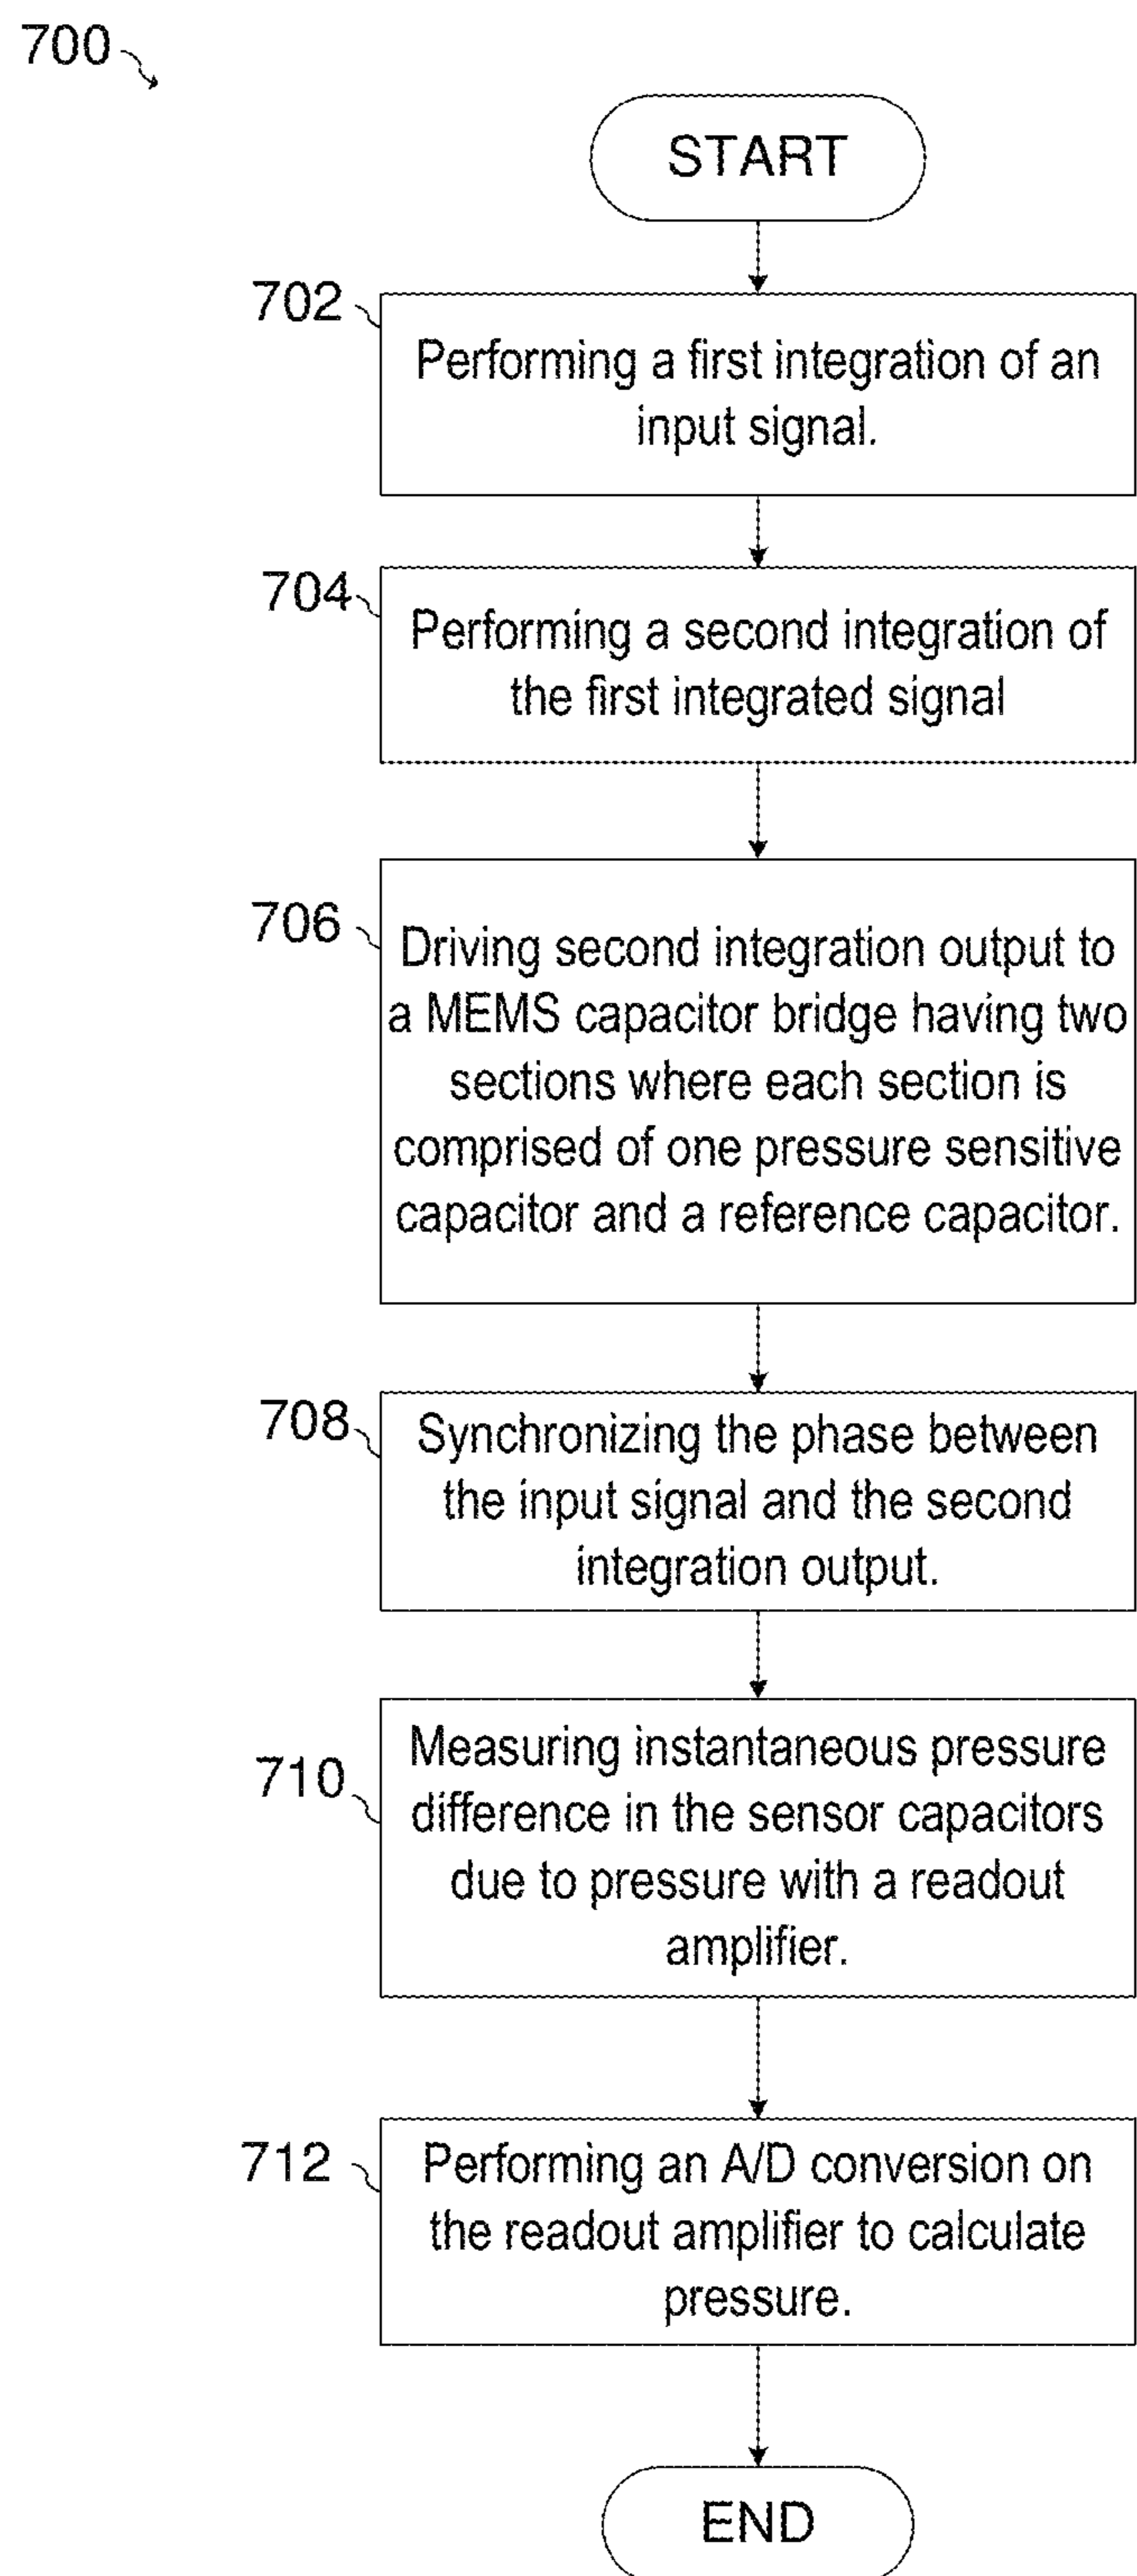 700
START
702
Performing a first integration of an
input signal.
704
Performing a second integration of
the first integrated signal
706
Driving second integration output to
a MEMS capacitor bridge having two
sections where each section is
comprised of one pressure sensitive
capacitor and a reference capacitor.
708
Synchronizing the phase between
the input signal and the second
integration output.
710
Measuring instantaneous pressure
difference in the sensor capacitors
due to pressure with a readout
amplifier.
712
Performing an A/D conversion on
the readout amplifier to calculate
pressure.
END